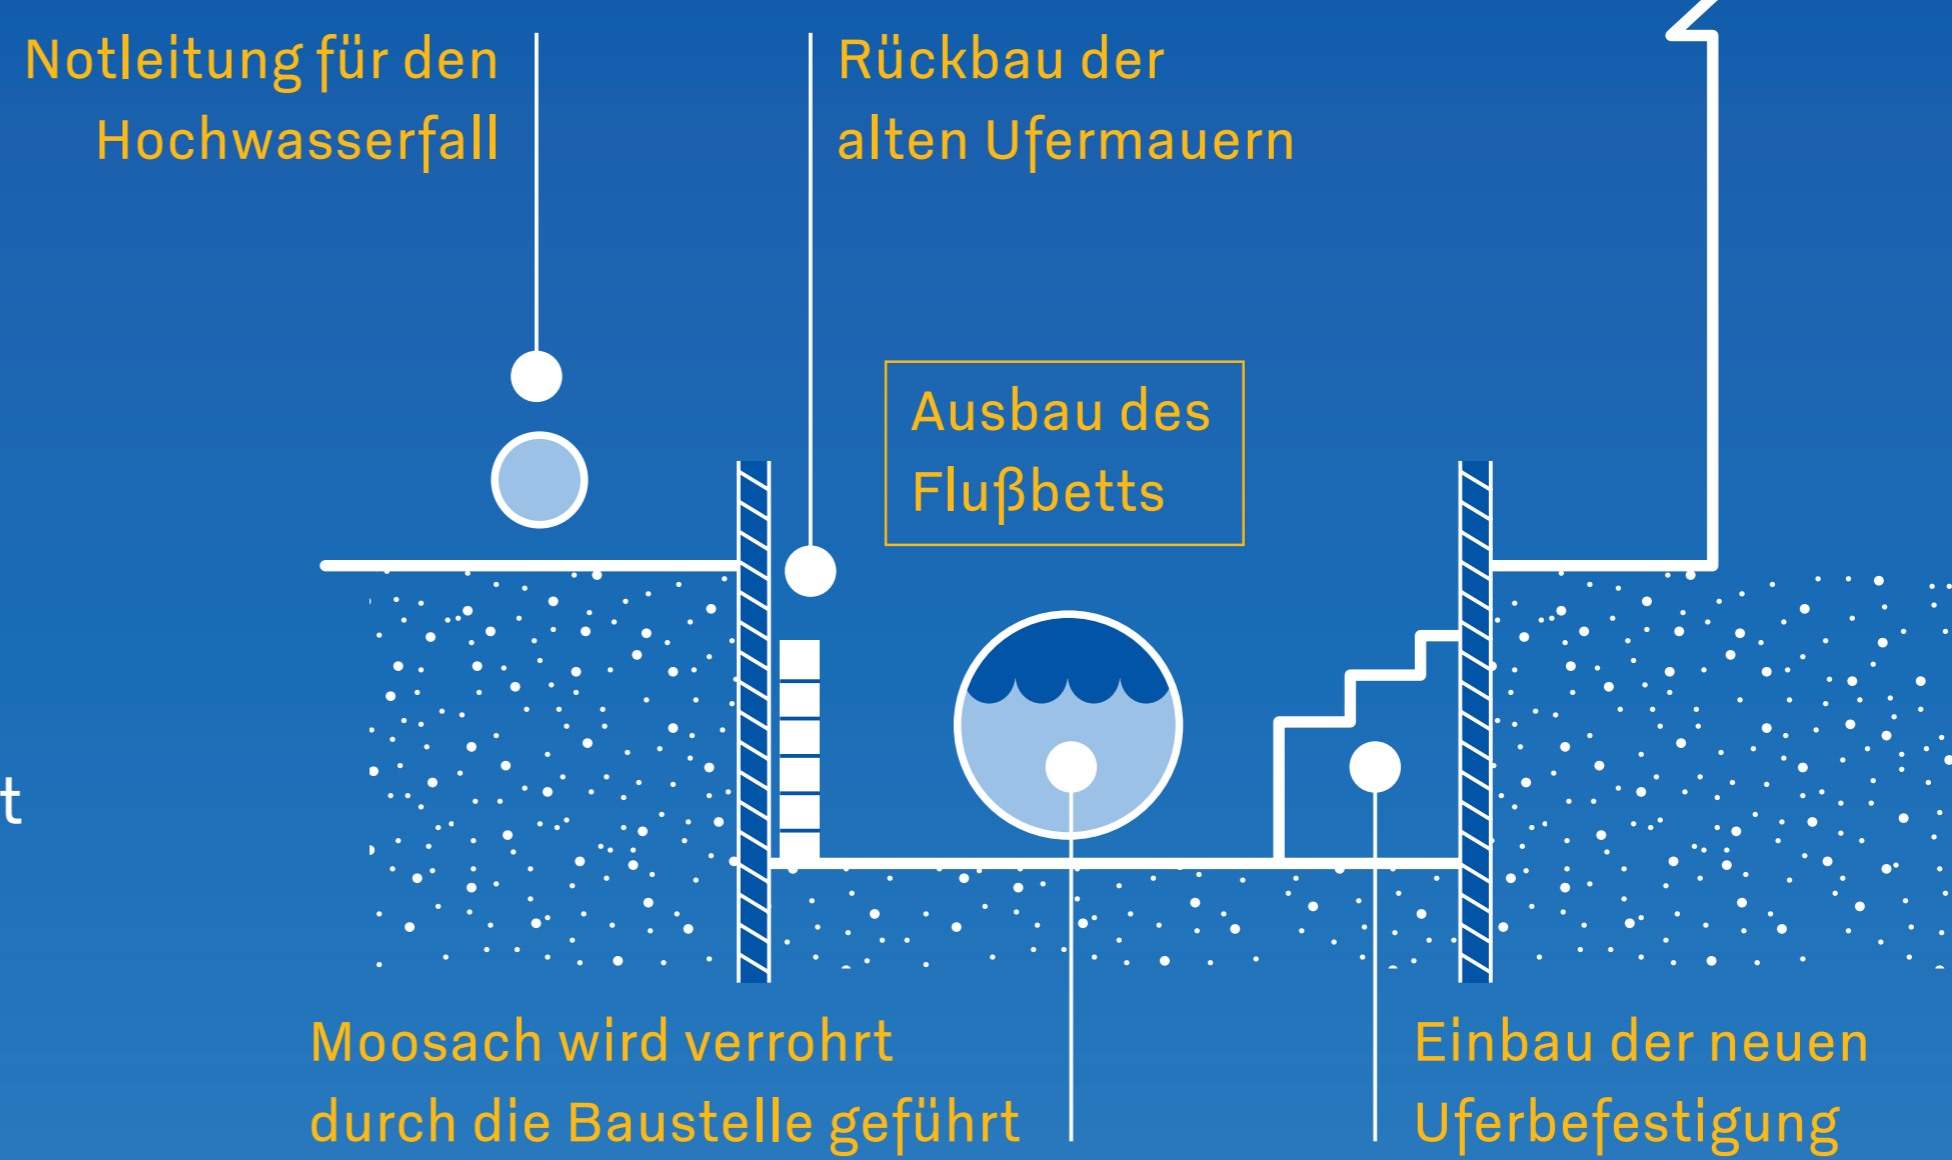 Notleitung für den
Hochwasserfall
Rückbau der
alten Ufermauern
Ausbau des
Flußbetts
t
Moosach wird verrohrt
durch die Baustelle geführt
Einbau der neuen
Uferbefestigung